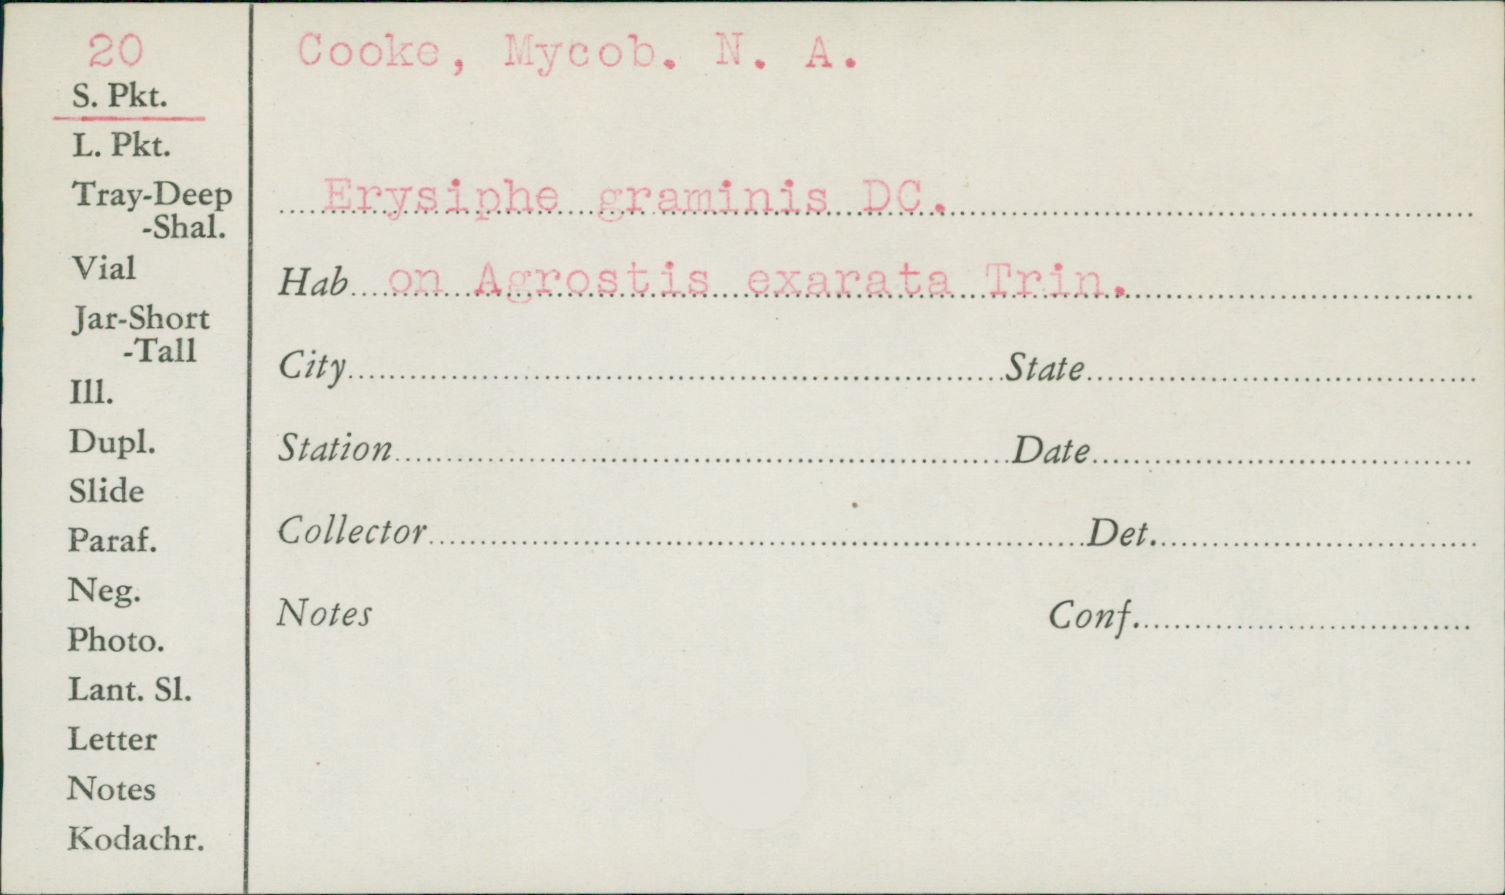 20
S. Pkt.
L. Pkt.
Tray-Deep
-Shal.
Vial
Jar-Short
-Tall
Ill.
Dupl.
Slide
Paraf.
Neg.
Photo.
Lant. Sl.
Letter
Notes
Kodachr.
Cooke, Mycob. N. A.
Erysiphe graminis DC.
Hab on Agrostis exarata Trin.
City State
Station Date
Collector Det.
Notes Conf.